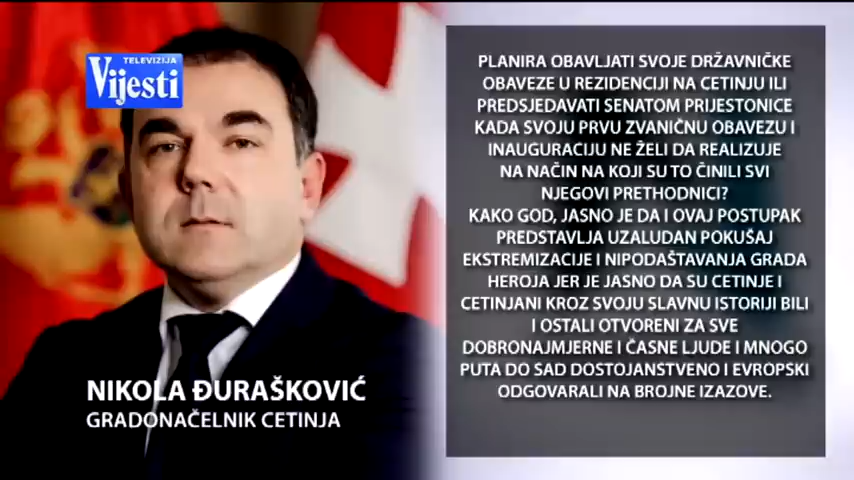 TELEVIZIJA
Vijesti
PLANIRA OBAVLJATI SVOJE DRŽAVNIČKE
OBAVEZE U REZIDENCIJI NA CETINJU ILI
PREDSJEDAVATI SENATOM PRIJESTONICE
KADA SVOJU PRVU ZVANIČNU OBAVEZU I
INAUGURACIJU NE ŽELI DA REALIZUJE
NA NAČIN NA KOJI SU TO ČINILI SVI
NJEGOVI PRETHODNICI?
KAKO GOD, JASNO JE DA I OVAJ POSTUPAK
PREDSTAVLJA UZALUDAN POKUŠAJ
EKSTREMIZACIJE I NIPODAŠTAVANJA GRADA
HEROJA JER JE JASNO DA SU CETINJE I
CETINJANI KROZ SVOJU SLAVNU ISTORIJI BILI
I OSTALI OTVORENI ZA SVE
DOBRONAJMJERNE I ČASNE LJUDE I MNOGO
PUTA DO SAD DOSTOJANSTVENO I EVROPSKI
ODGOVARALI NA BROJNE IZAZOVE.
NIKOLA ĐURAŠKOVIĆ
GRADONAČELNIK CETINJA